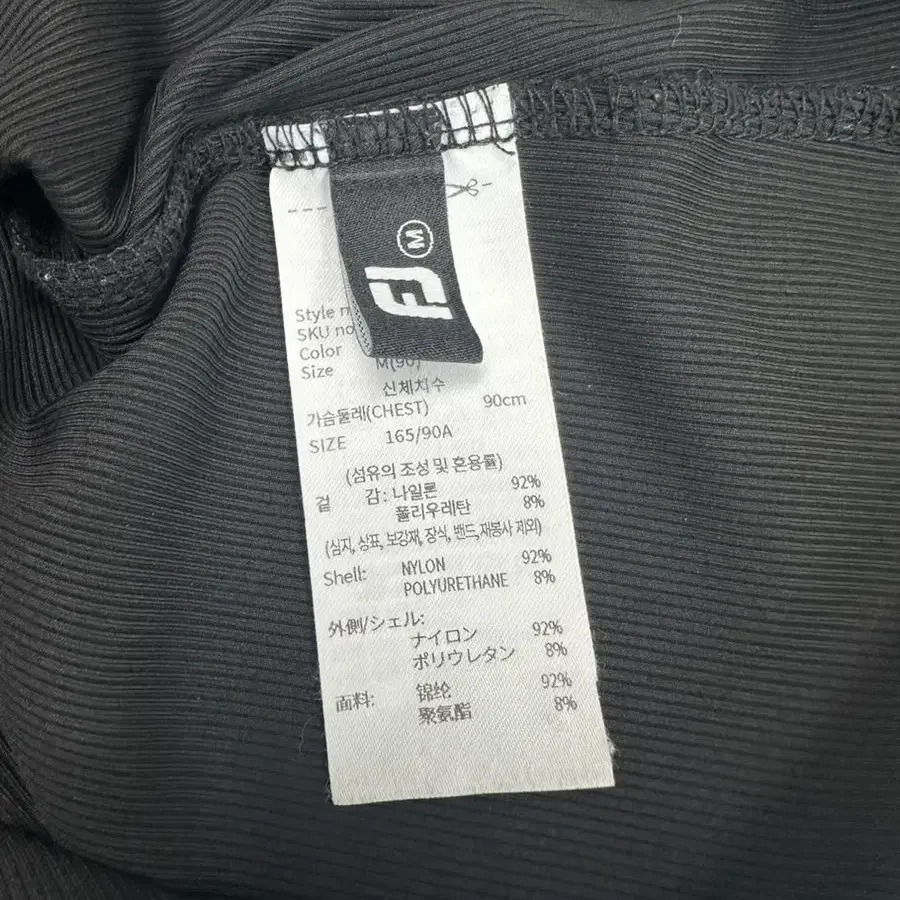 M
FJ
Style n
SKU no
Color
Size M(90)
신체치수
가슴둘레(CHEST) 90cm
SIZE 165/90A
(섬유의 조성 및 혼용률)
겉 감: 나일론 92%
폴리우레탄 8%
(심지, 상표, 보강재, 장식, 밴드, 재봉사 제외)
Shell: NYLON 92%
POLYURETHANE 8%
外側/シェル:
ナイロン 92%
ポリウレタン 8%
面料: 锦纶 92%
聚氨酯 8%